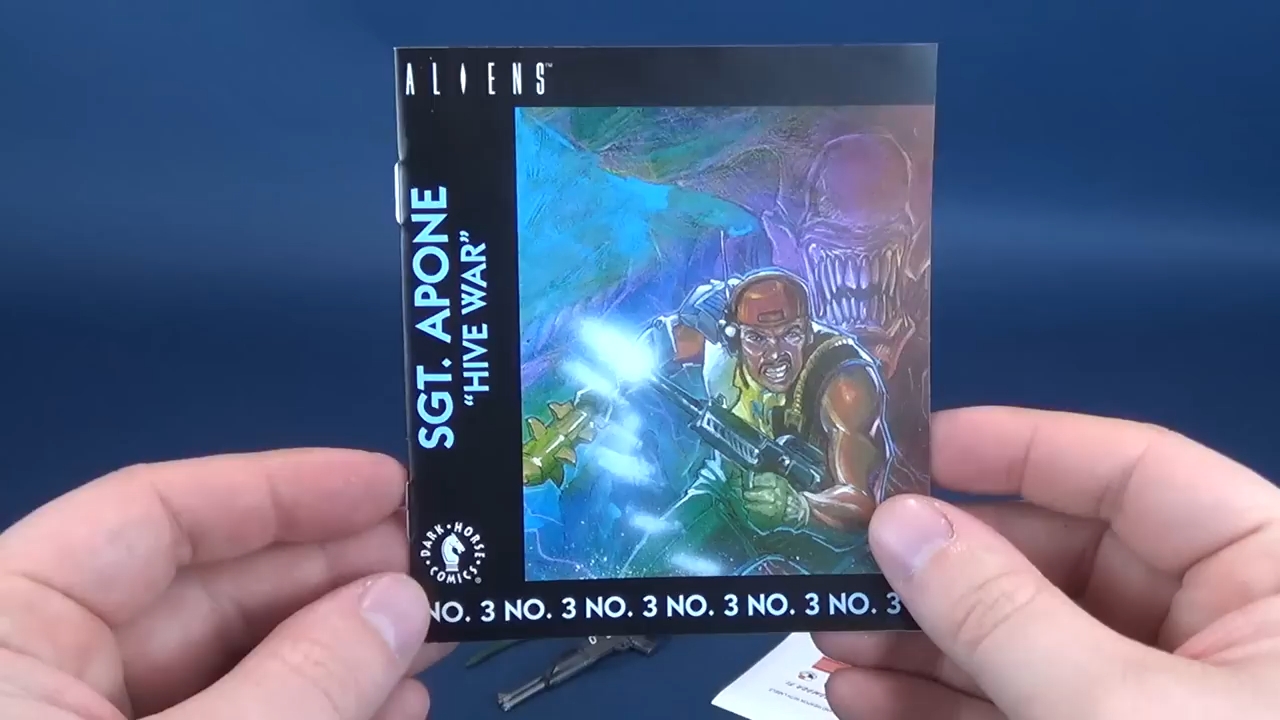 ALIENS™
SGT. APONE
“HIVE WAR”
DARK • HORSE
• COMICS •®
NO. 3 NO. 3 NO. 3 NO. 3 NO. 3 NO. 3